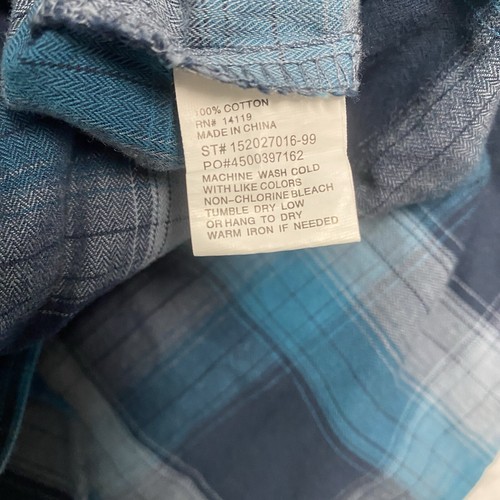 100% COTTON
RN# 14119
MADE IN CHINA
ST# 152027016-99
PO#4500397162
MACHINE WASH COLD
WITH LIKE COLORS
NON-CHLORINE BLEACH
TUMBLE DRY LOW
OR HANG TO DRY
WARM IRON IF NEEDED